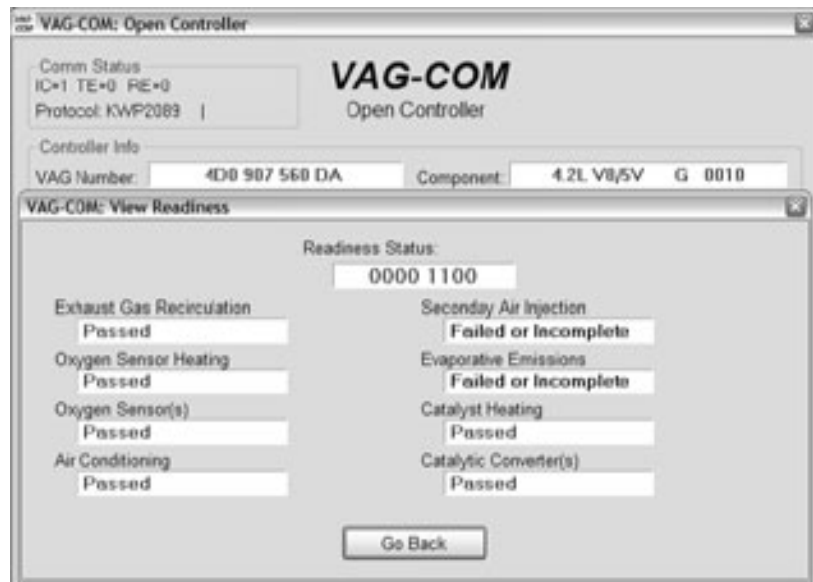 VAG-COM: Open Controller
Comm Status
IC=1 TE=0 RE=0
Protocol: KWP2089 |
VAG-COM
Open Controller
Controller Info
VAG Number: 4D0 907 560 DA Component: 4.2L V8/5V G 0010
VAG-COM: View Readiness
Readiness Status:
0000 1100
Exhaust Gas Recirculation
Passed
Oxygen Sensor Heating
Passed
Oxygen Sensor(s)
Passed
Air Conditioning
Passed
Seconday Air Injection
Failed or Incomplete
Evaporative Emissions
Failed or Incomplete
Catalyst Heating
Passed
Catalytic Converter(s)
Passed
Go Back